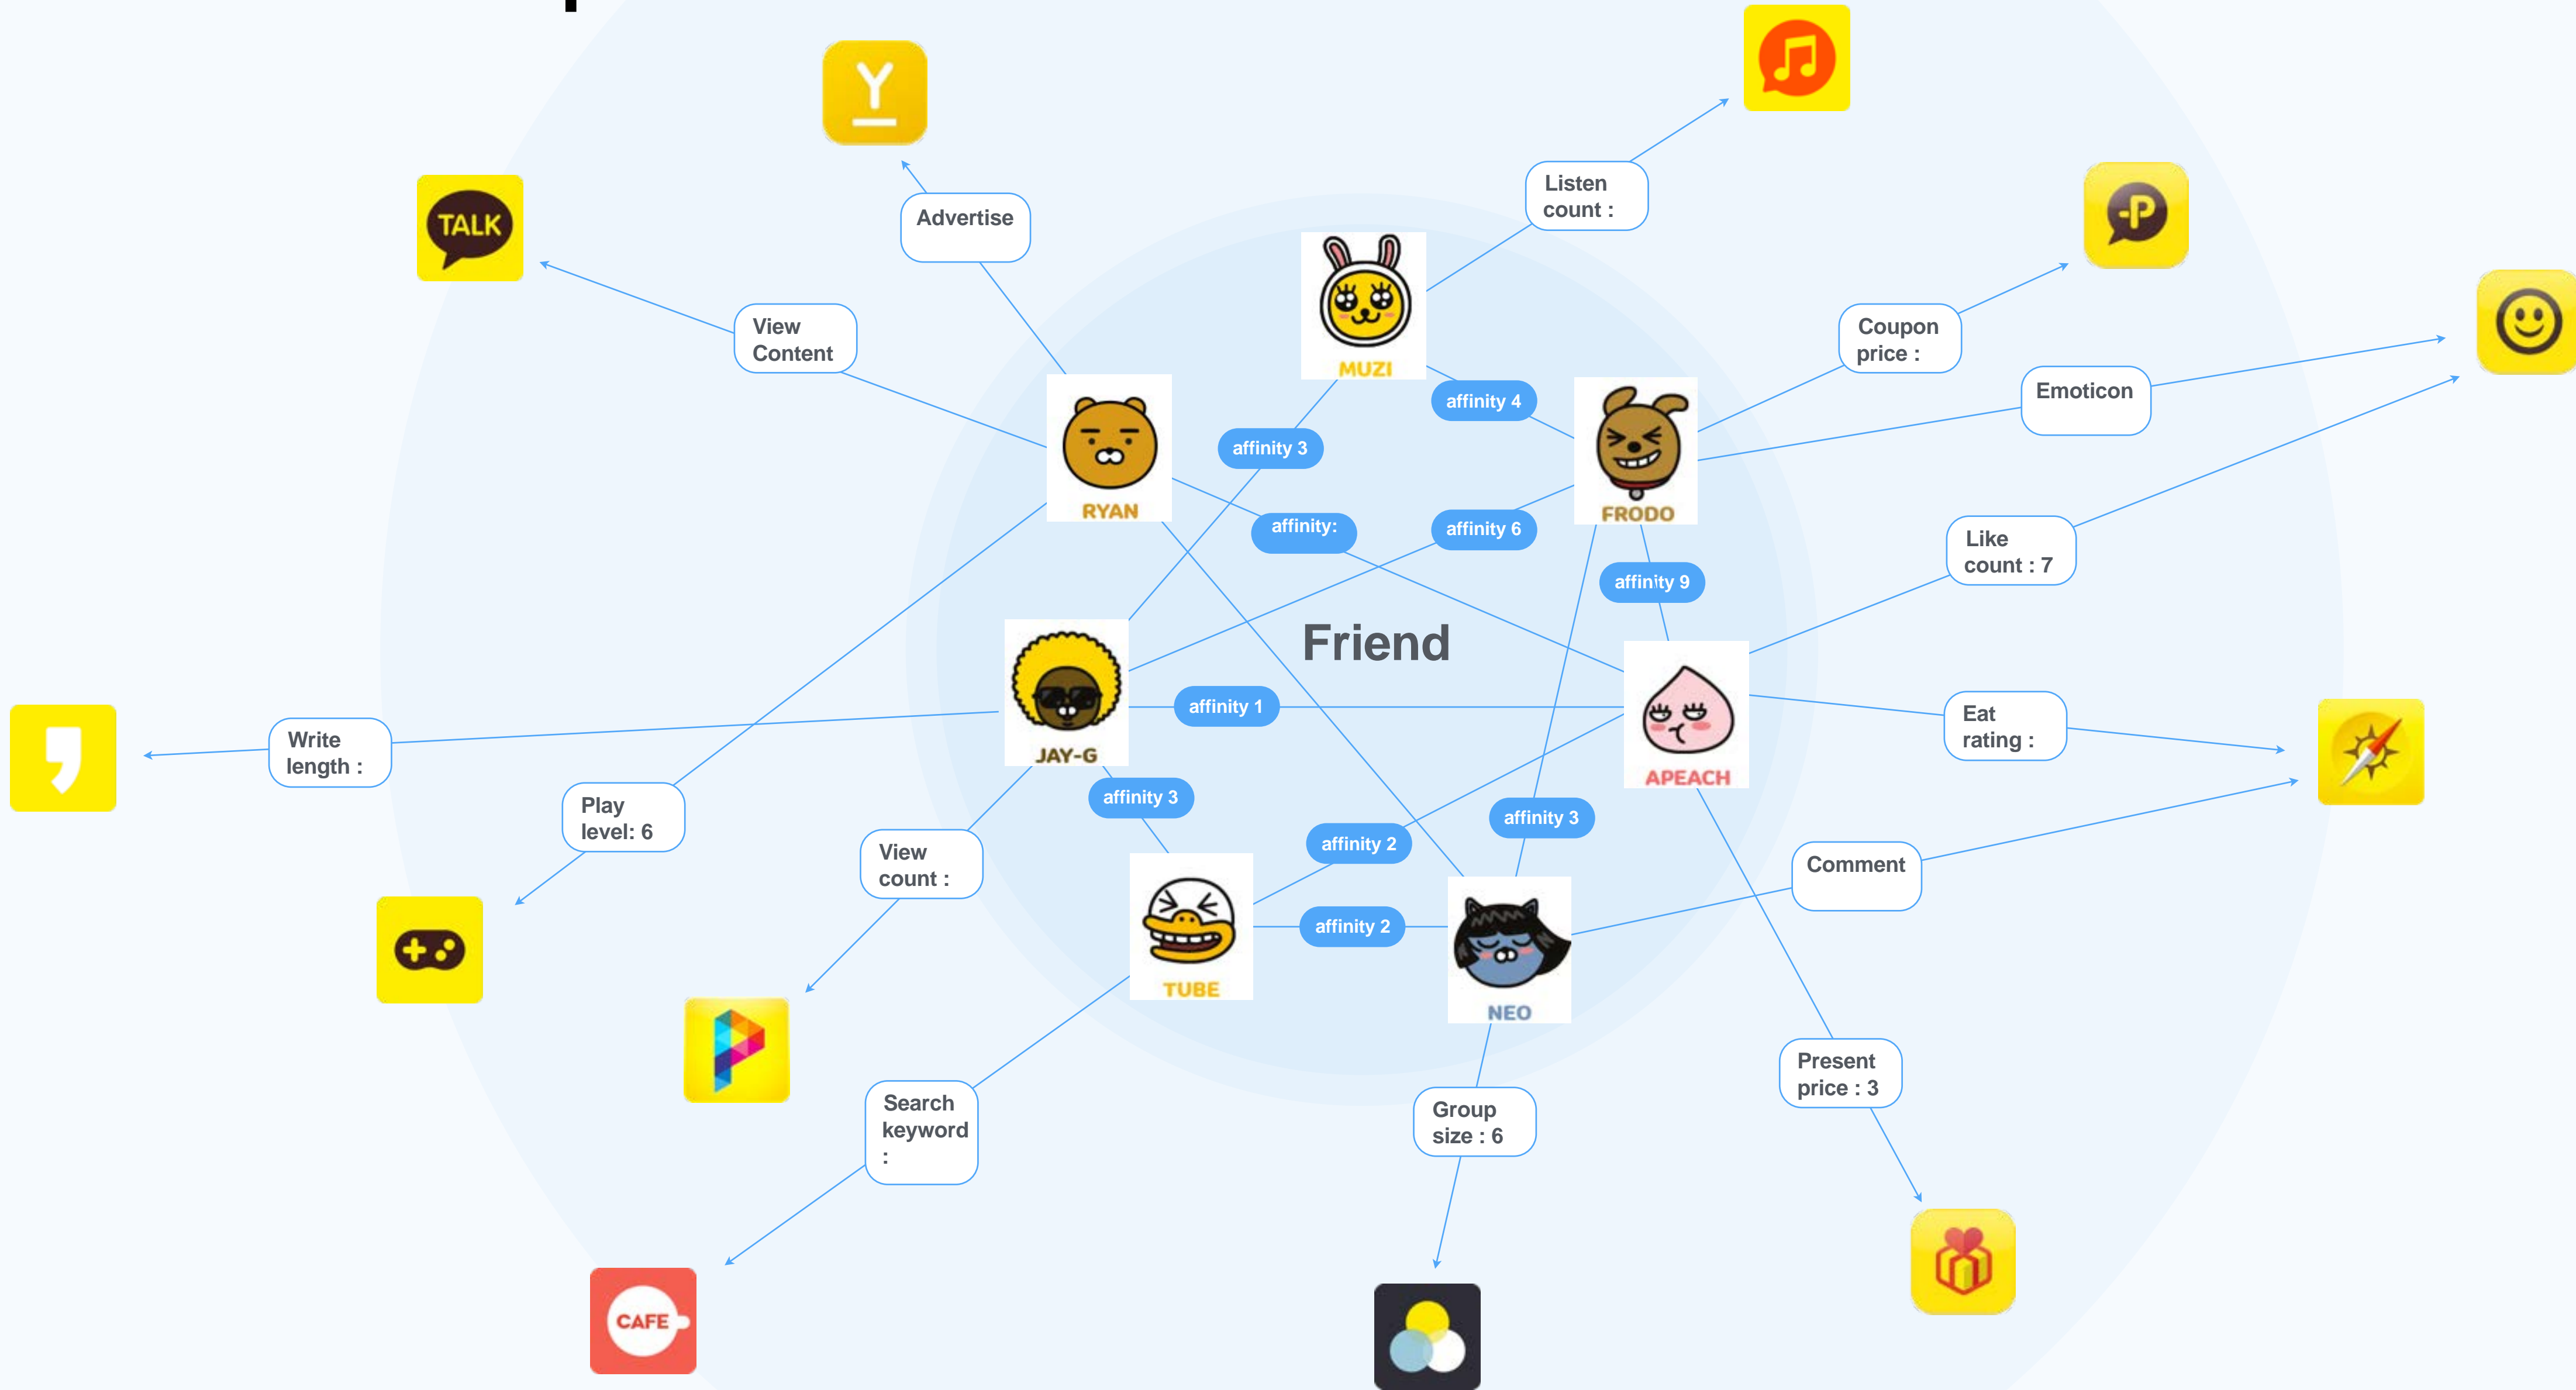 Y
TALK
Advertise
Listen
count :
-P
View
Content
MUZI
Coupon
price :
affinity 4
Emoticon
affinity 3
RYAN
FRODO
affinity:
affinity 6
Like
count : 7
affinity 9
Friend
affinity 1
Eat
rating :
Write
length :
JAY-G
APEACH
affinity 3
Play
level: 6
affinity 3
affinity 2
View
count :
Comment
affinity 2
TUBE
NEO
Present
price : 3
Search
keyword
:
Group
size : 6
CAFE